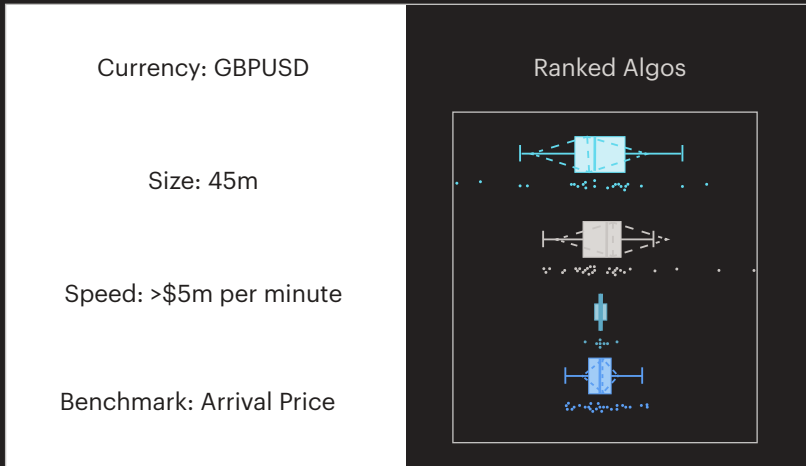 Currency: GBPUSD
Ranked Algos
Size: 45m
Speed: >$5m per minute
Benchmark: Arrival Price